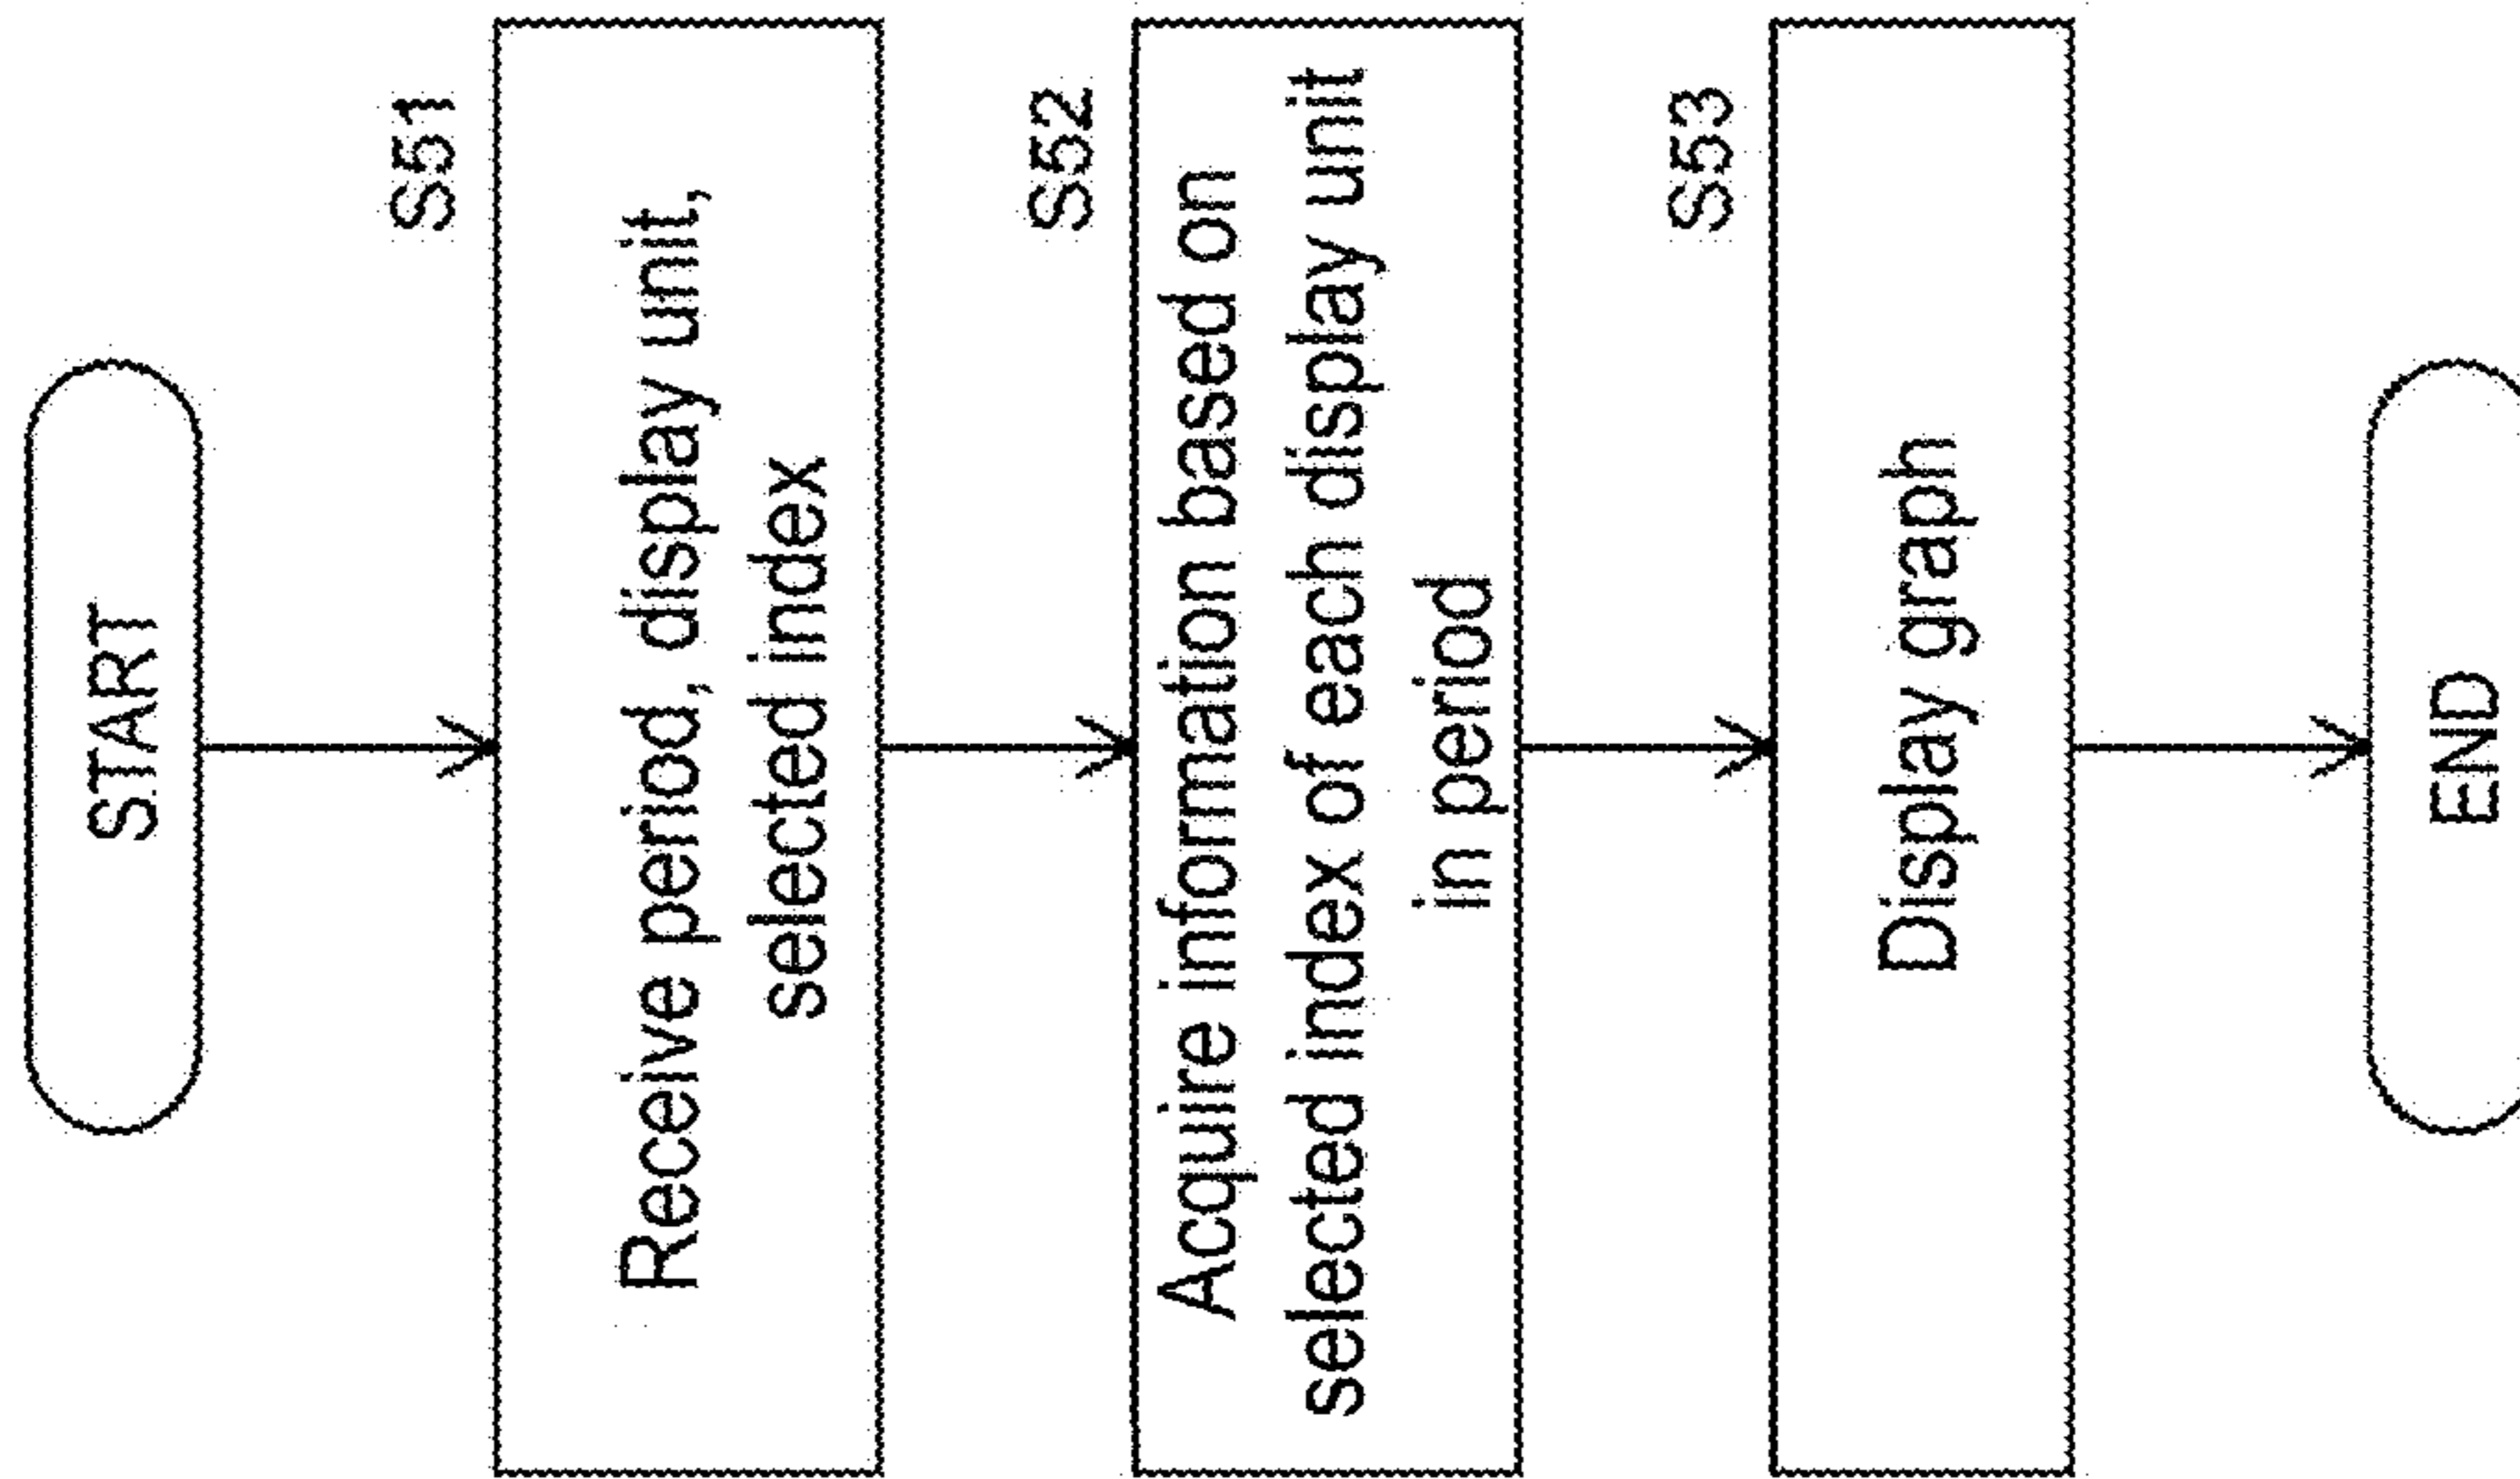 START
S51
Receive period, display unit,
selected index
S52
Acquire information based on
selected index of each display unit
in period
S53
Display graph
END